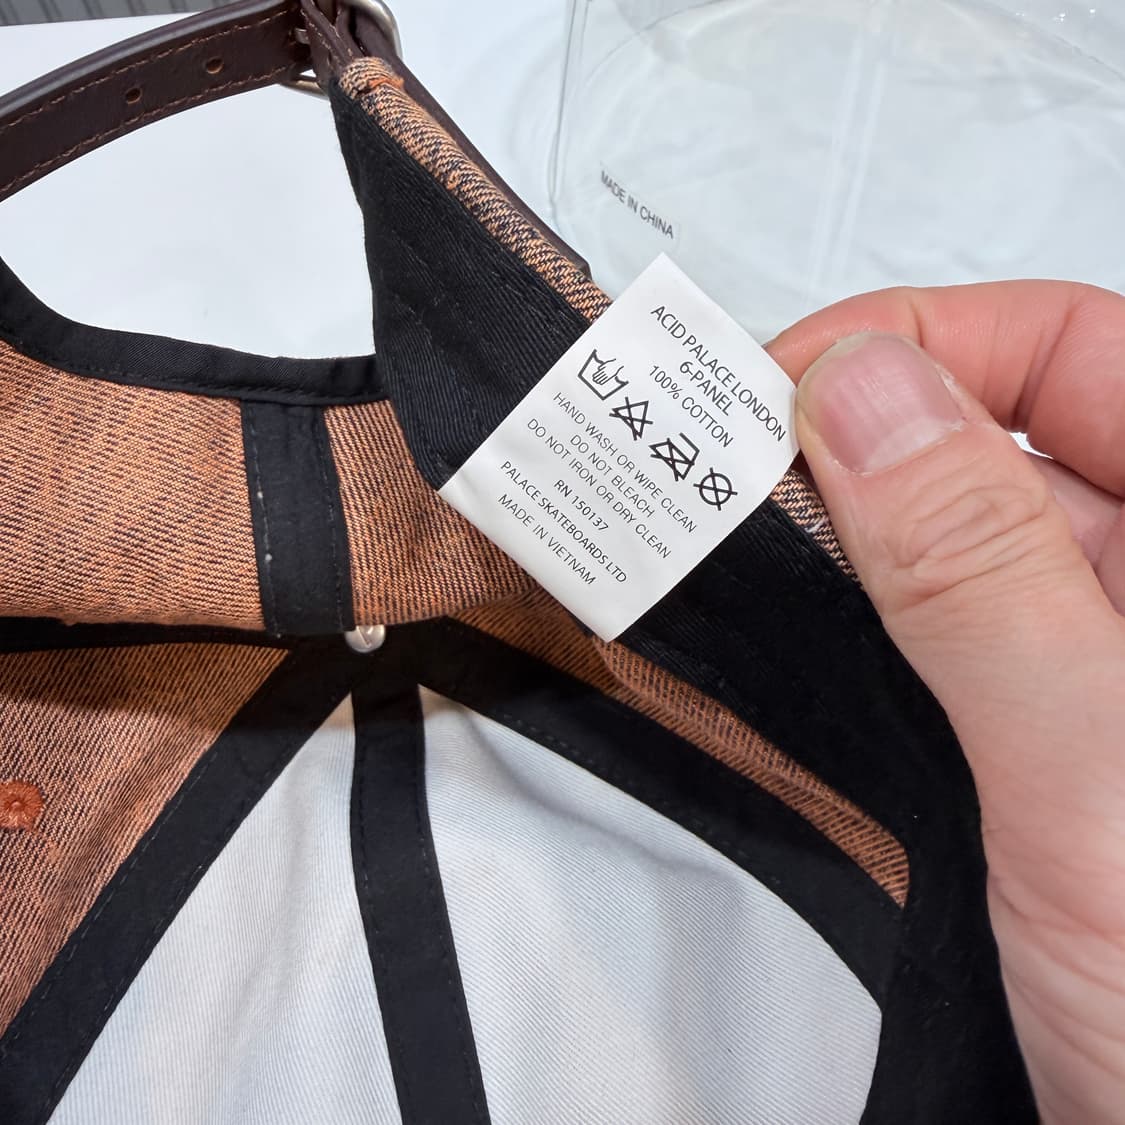 MADE IN CHINA
ACID PALACE LONDON
6-PANEL
100% COTTON
HAND WASH OR WIPE CLEAN
DO NOT BLEACH
DO NOT IRON OR DRY CLEAN
RN 150137
PALACE SKATEBOARDS LTD
MADE IN VIETNAM